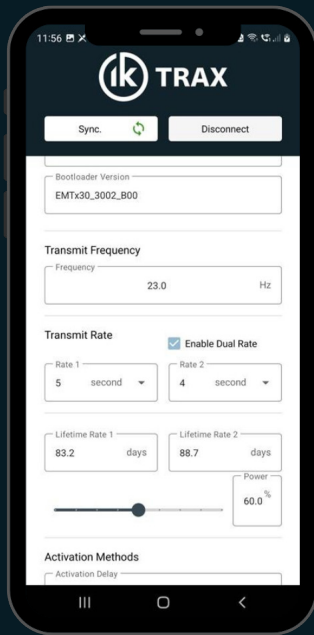 11:56
ik TRAX
Sync.
Disconnect
Bootloader Version
EMTx30_3002_B00
Transmit Frequency
Frequency
23.0 Hz
Transmit Rate
Enable Dual Rate
Rate 1
5 second
Rate 2
4 second
Lifetime Rate 1
83.2 days
Lifetime Rate 2
88.7 days
Power
60.0 %
Activation Methods
Activation Delay